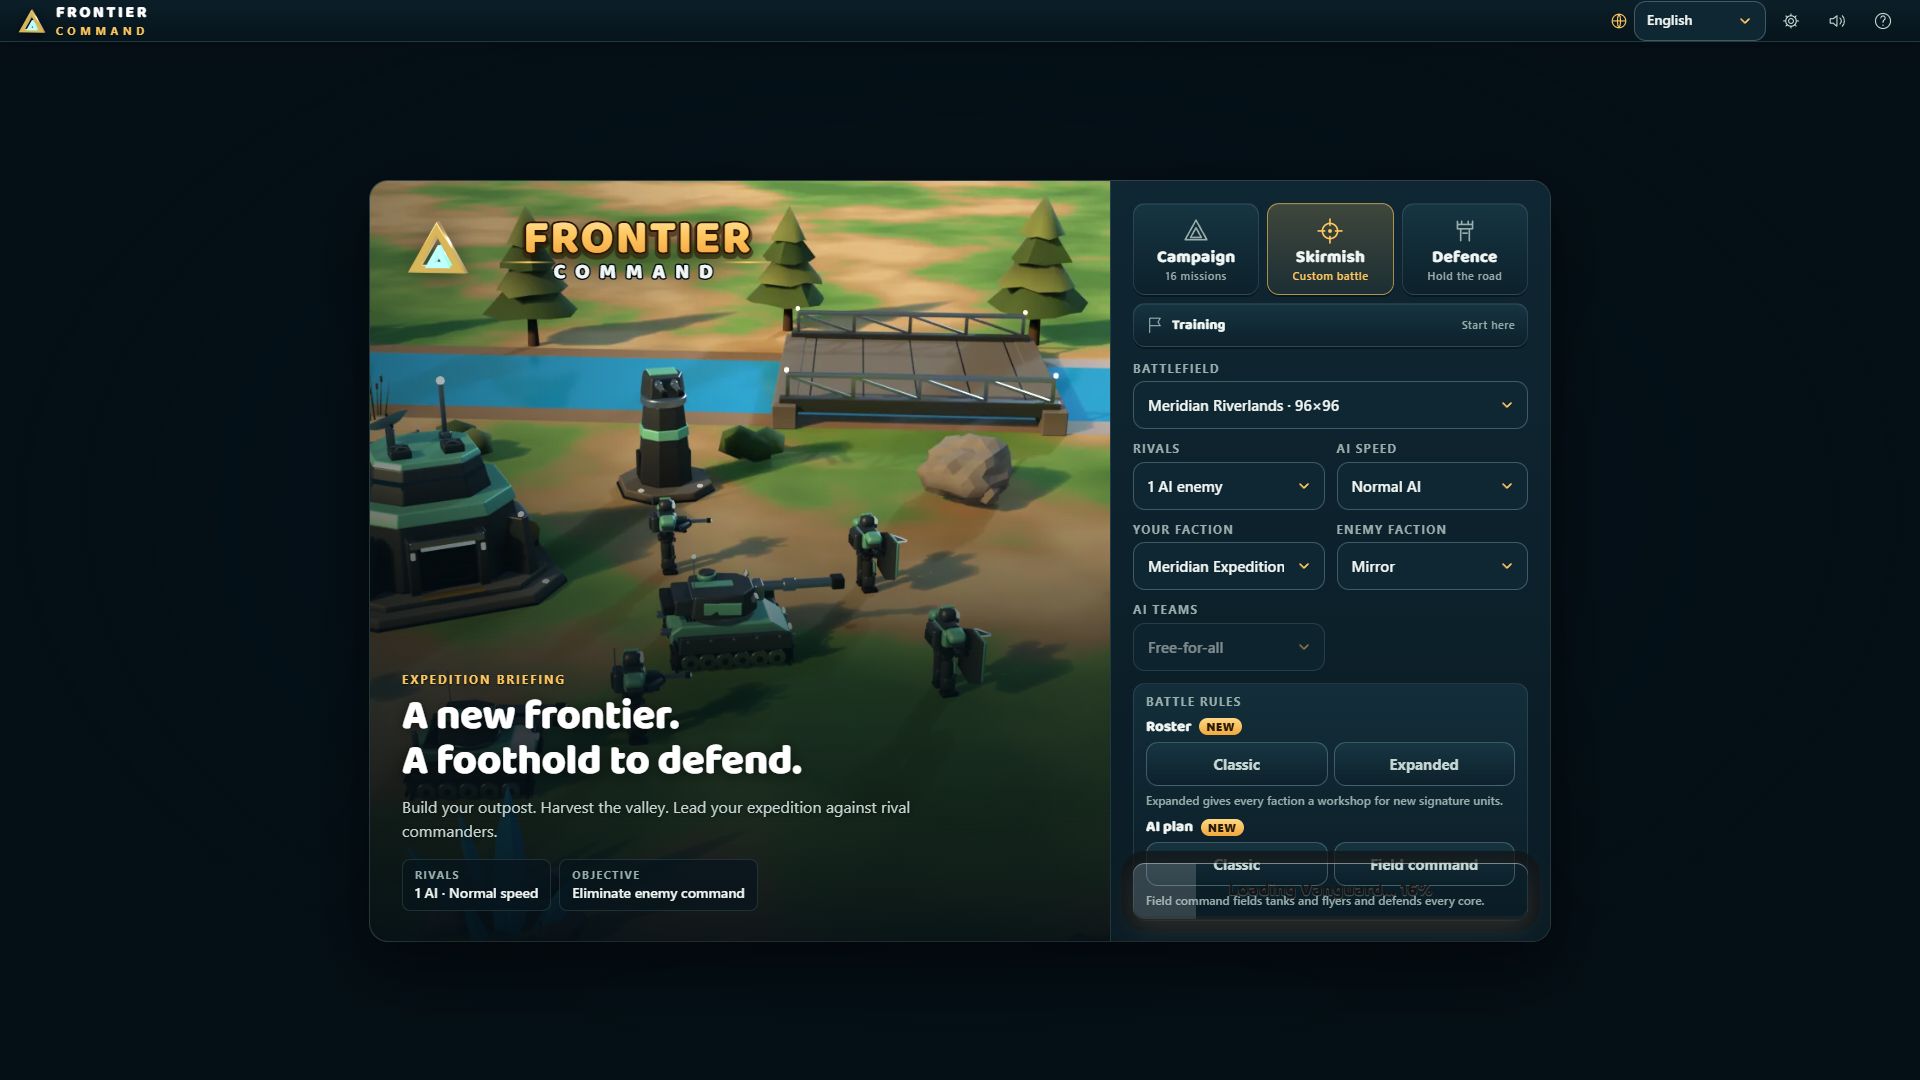 FRONTIER
COMMAND
English
FRONTIER
COMMAND
EXPEDITION BRIEFING
A new frontier.
A foothold to defend.
Build your outpost. Harvest the valley. Lead your expedition against rival
commanders.
RIVALS
1 AI · Normal speed
OBJECTIVE
Eliminate enemy command
Campaign
16 missions
Skirmish
Custom battle
Defence
Hold the road
Training
Start here
BATTLEFIELD
Meridian Riverlands · 96×96
RIVALS
AI SPEED
1 AI enemy
Normal AI
YOUR FACTION
ENEMY FACTION
Meridian Expedition
Mirror
AI TEAMS
Free-for-all
BATTLE RULES
Roster NEW
Classic
Expanded
Expanded gives every faction a workshop for new signature units.
AI plan NEW
Classic
Field command
Loading Vanguard... 16%
Field command fields tanks and flyers and defends every core.